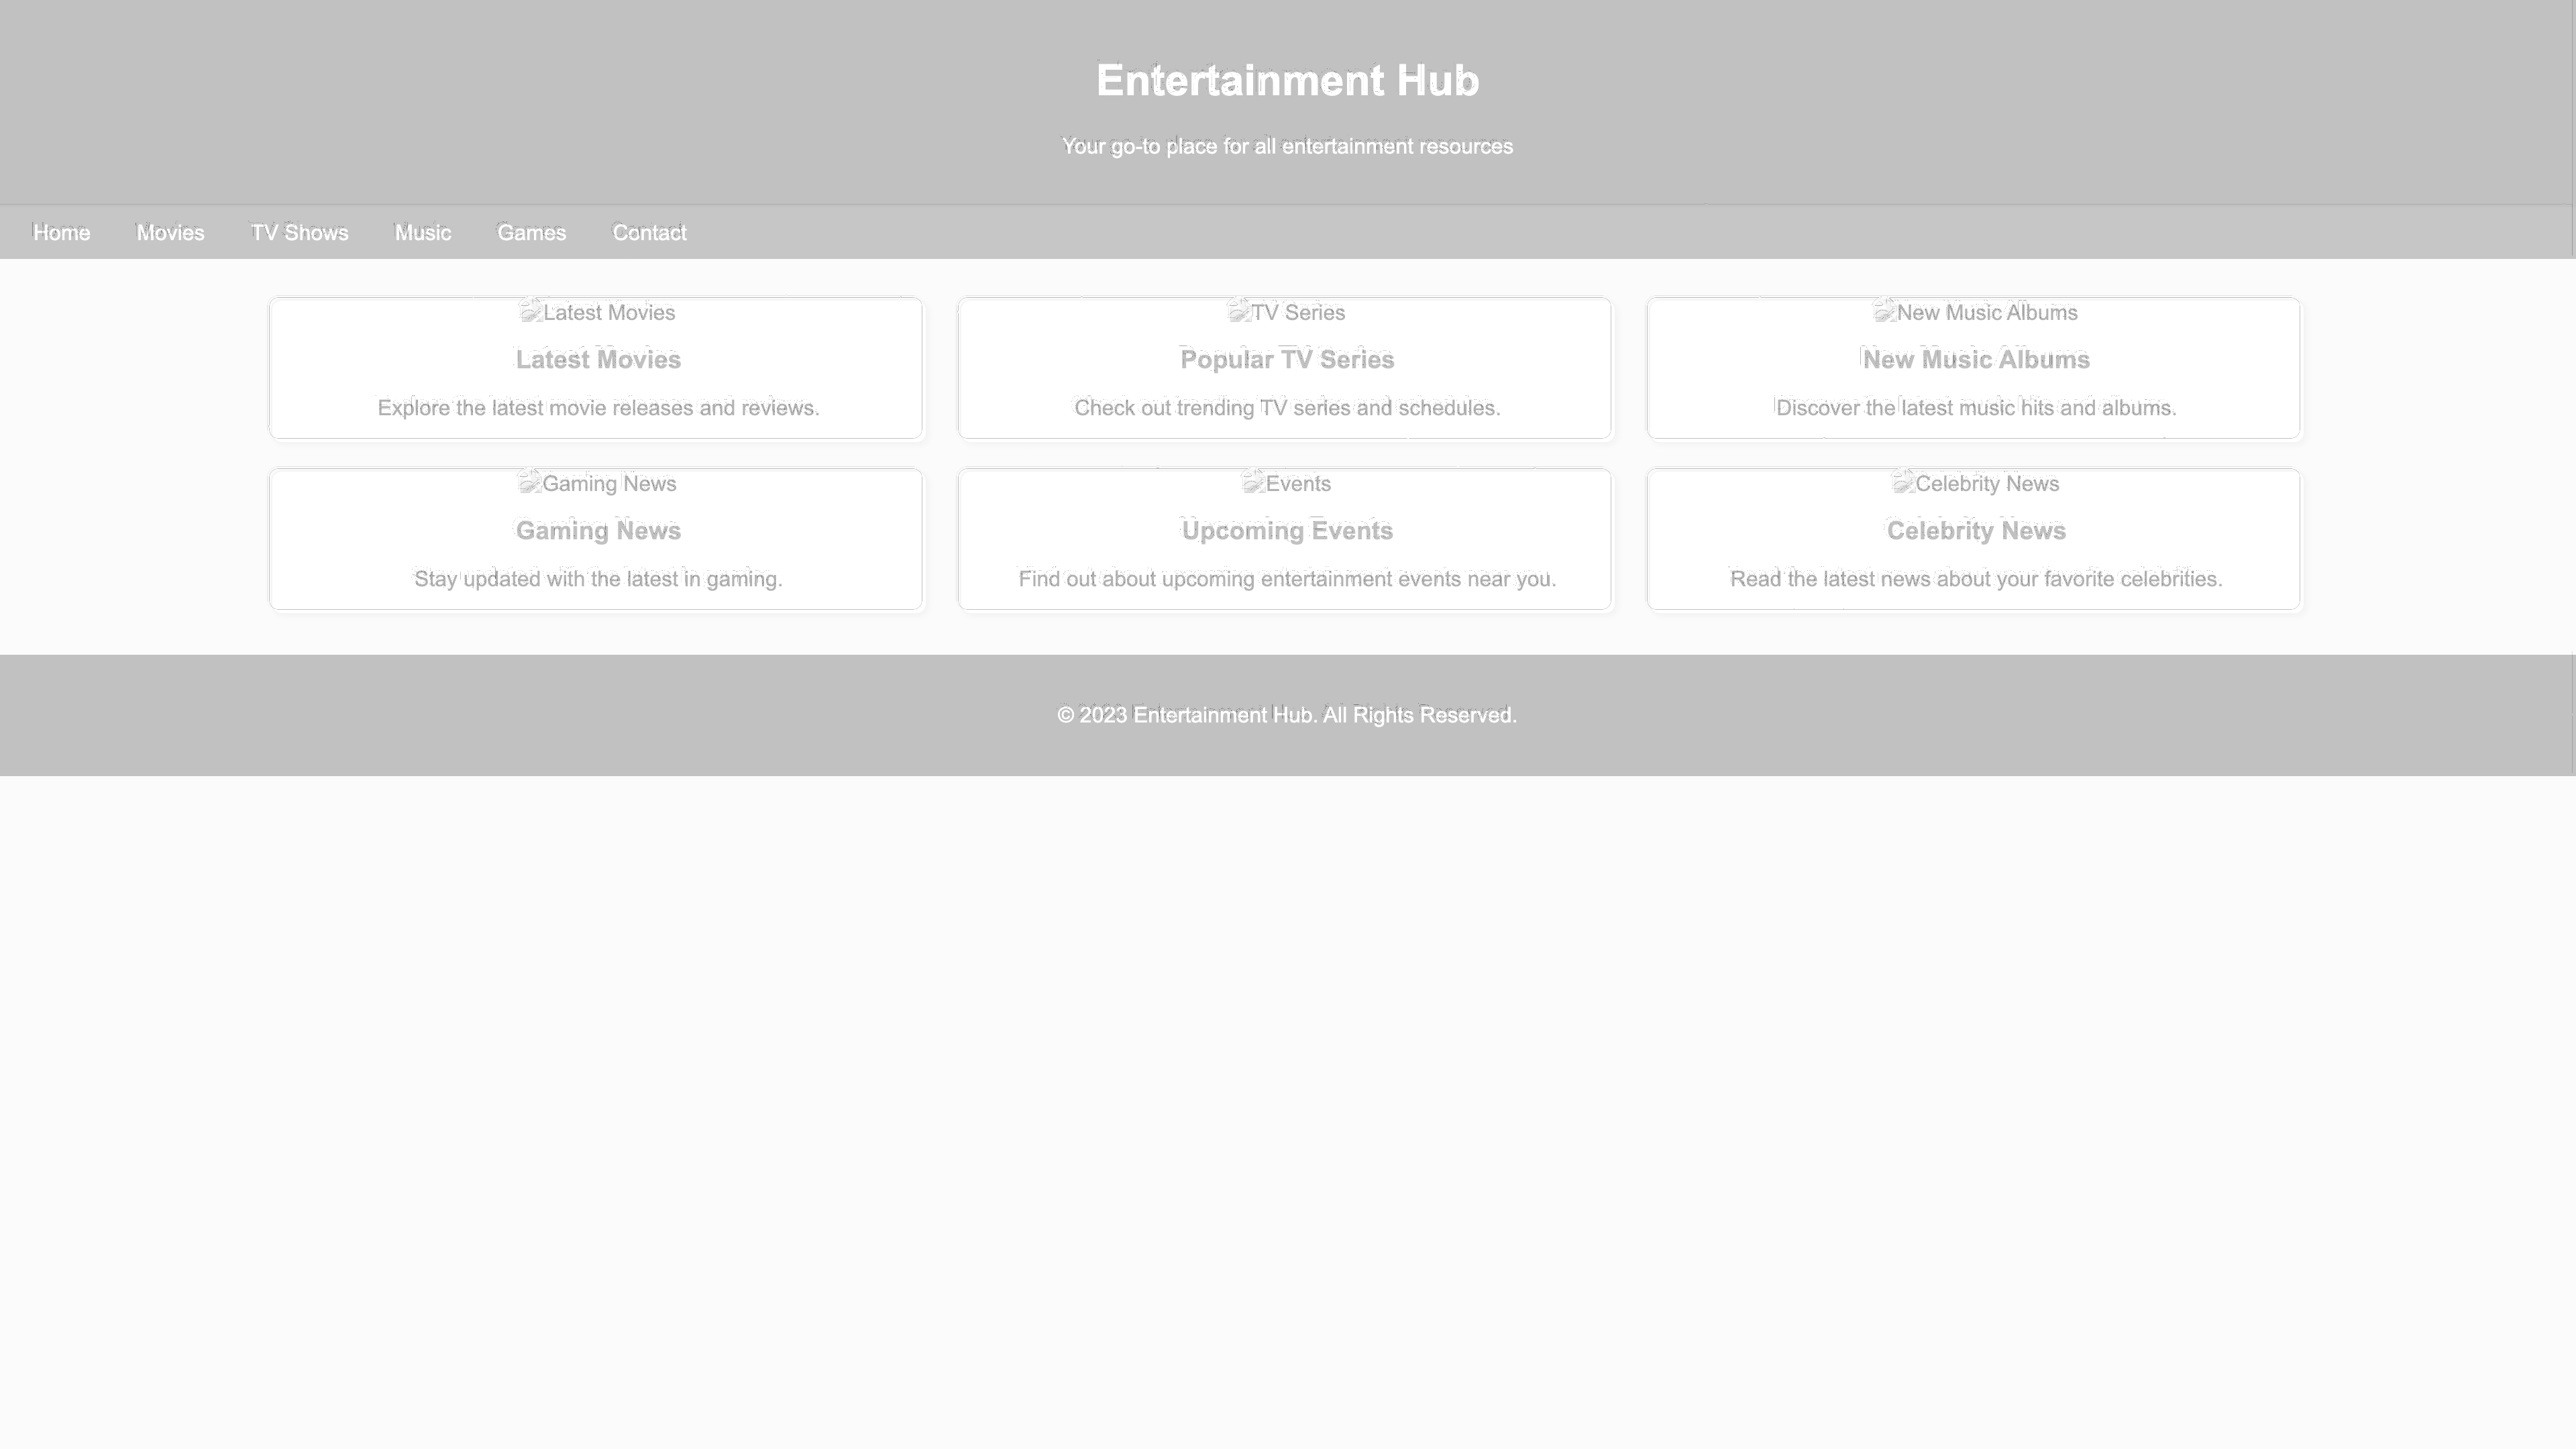 Entertainment Hub
Your go-to place for all entertainment resources
Home Movies TV Shows Music Games Contact
Latest Movies
Latest Movies
Explore the latest movie releases and reviews.
TV Series
Popular TV Series
Check out trending TV series and schedules.
New Music Albums
New Music Albums
Discover the latest music hits and albums.
Gaming News
Gaming News
Stay updated with the latest in gaming.
Events
Upcoming Events
Find out about upcoming entertainment events near you.
Celebrity News
Celebrity News
Read the latest news about your favorite celebrities.
© 2023 Entertainment Hub. All Rights Reserved.